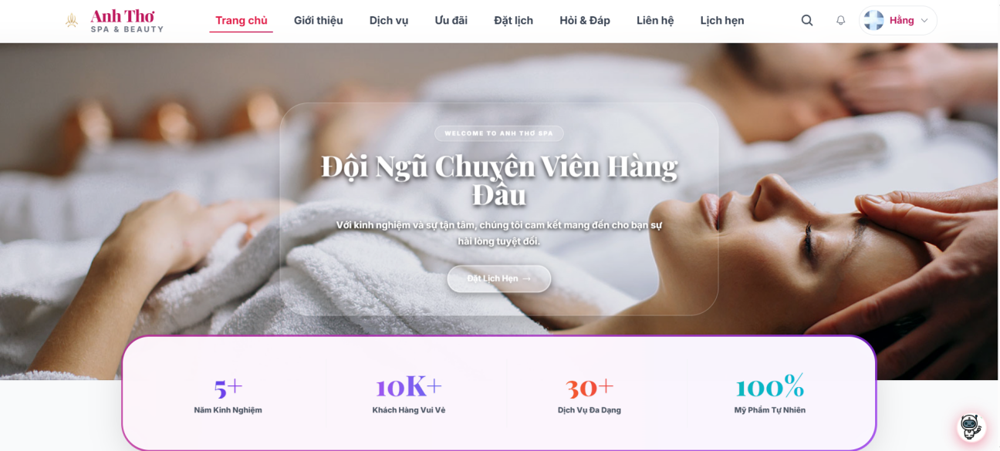 Anh Thơ
SPA & BEAUTY
Trang chủ
Giới thiệu
Dịch vụ
Ưu đãi
Đặt lịch
Hỏi & Đáp
Liên hệ
Lịch hẹn
Hằng
WELCOME TO ANH THƠ SPA
Đội Ngũ Chuyên Viên Hàng
Đầu
Với kinh nghiệm và sự tận tâm, chúng tôi cam kết mang đến cho bạn sự
hài lòng tuyệt đối.
Đặt Lịch Hẹn →
5+
Năm Kinh Nghiệm
10K+
Khách Hàng Vui Vẻ
30+
Dịch Vụ Đa Dạng
100%
Mỹ Phẩm Tự Nhiên